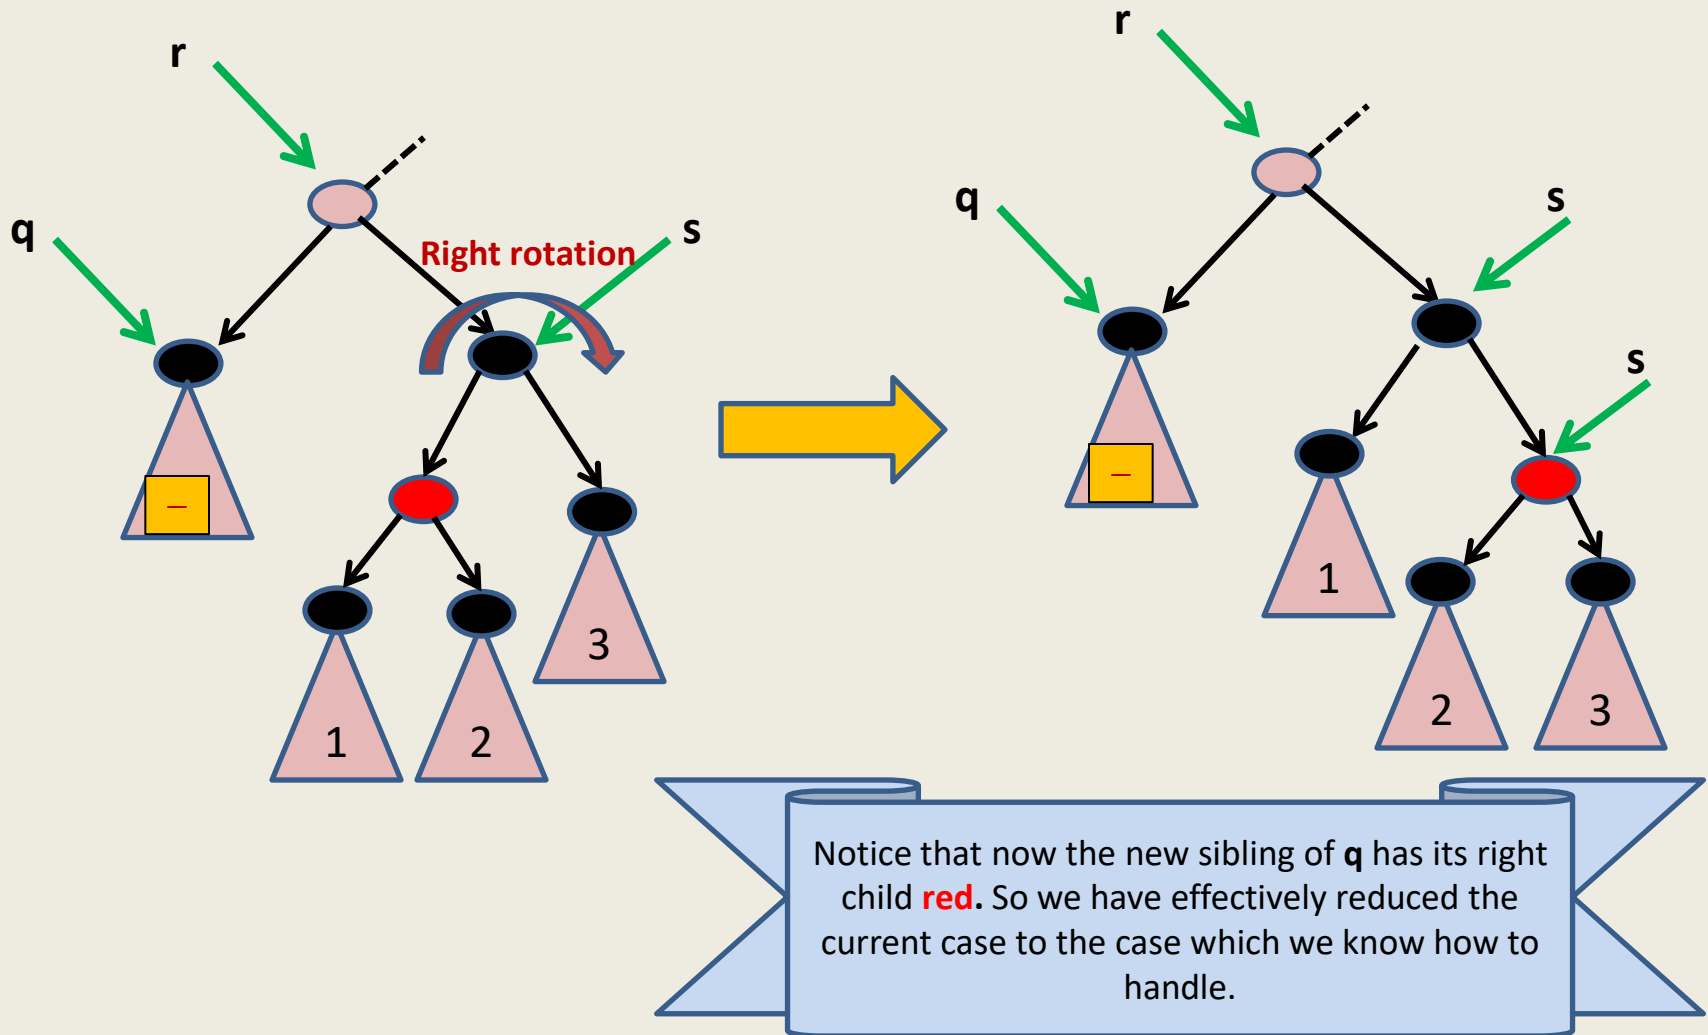 r
q
s
Right rotation
–
1
2
3
r
q
s
s
–
1
2
3
Notice that now the new sibling of q has its right
child red. So we have effectively reduced the
current case to the case which we know how to
handle.